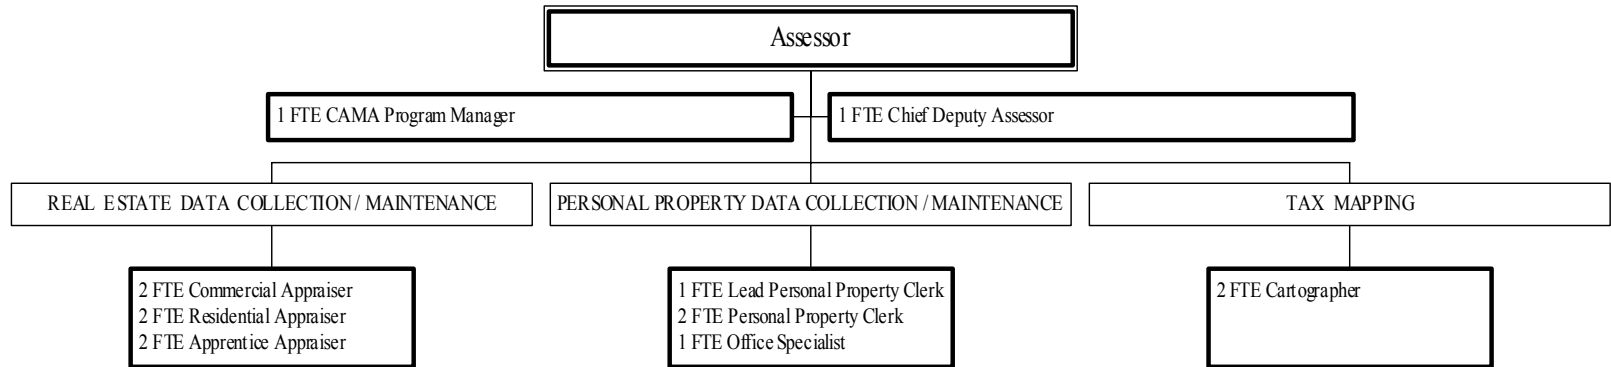 Assessor
1 FTE CAMA Program Manager
1 FTE Chief Deputy Assessor
REAL ESTATE DATA COLLECTION / MAINTENANCE
PERSONAL PROPERTY DATA COLLECTION / MAINTENANCE
TAX MAPPING
2 FTE Commercial Appraiser
2 FTE Residential Appraiser
2 FTE Apprentice Appraiser
1 FTE Lead Personal Property Clerk
2 FTE Personal Property Clerk
1 FTE Office Specialist
2 FTE Cartographer